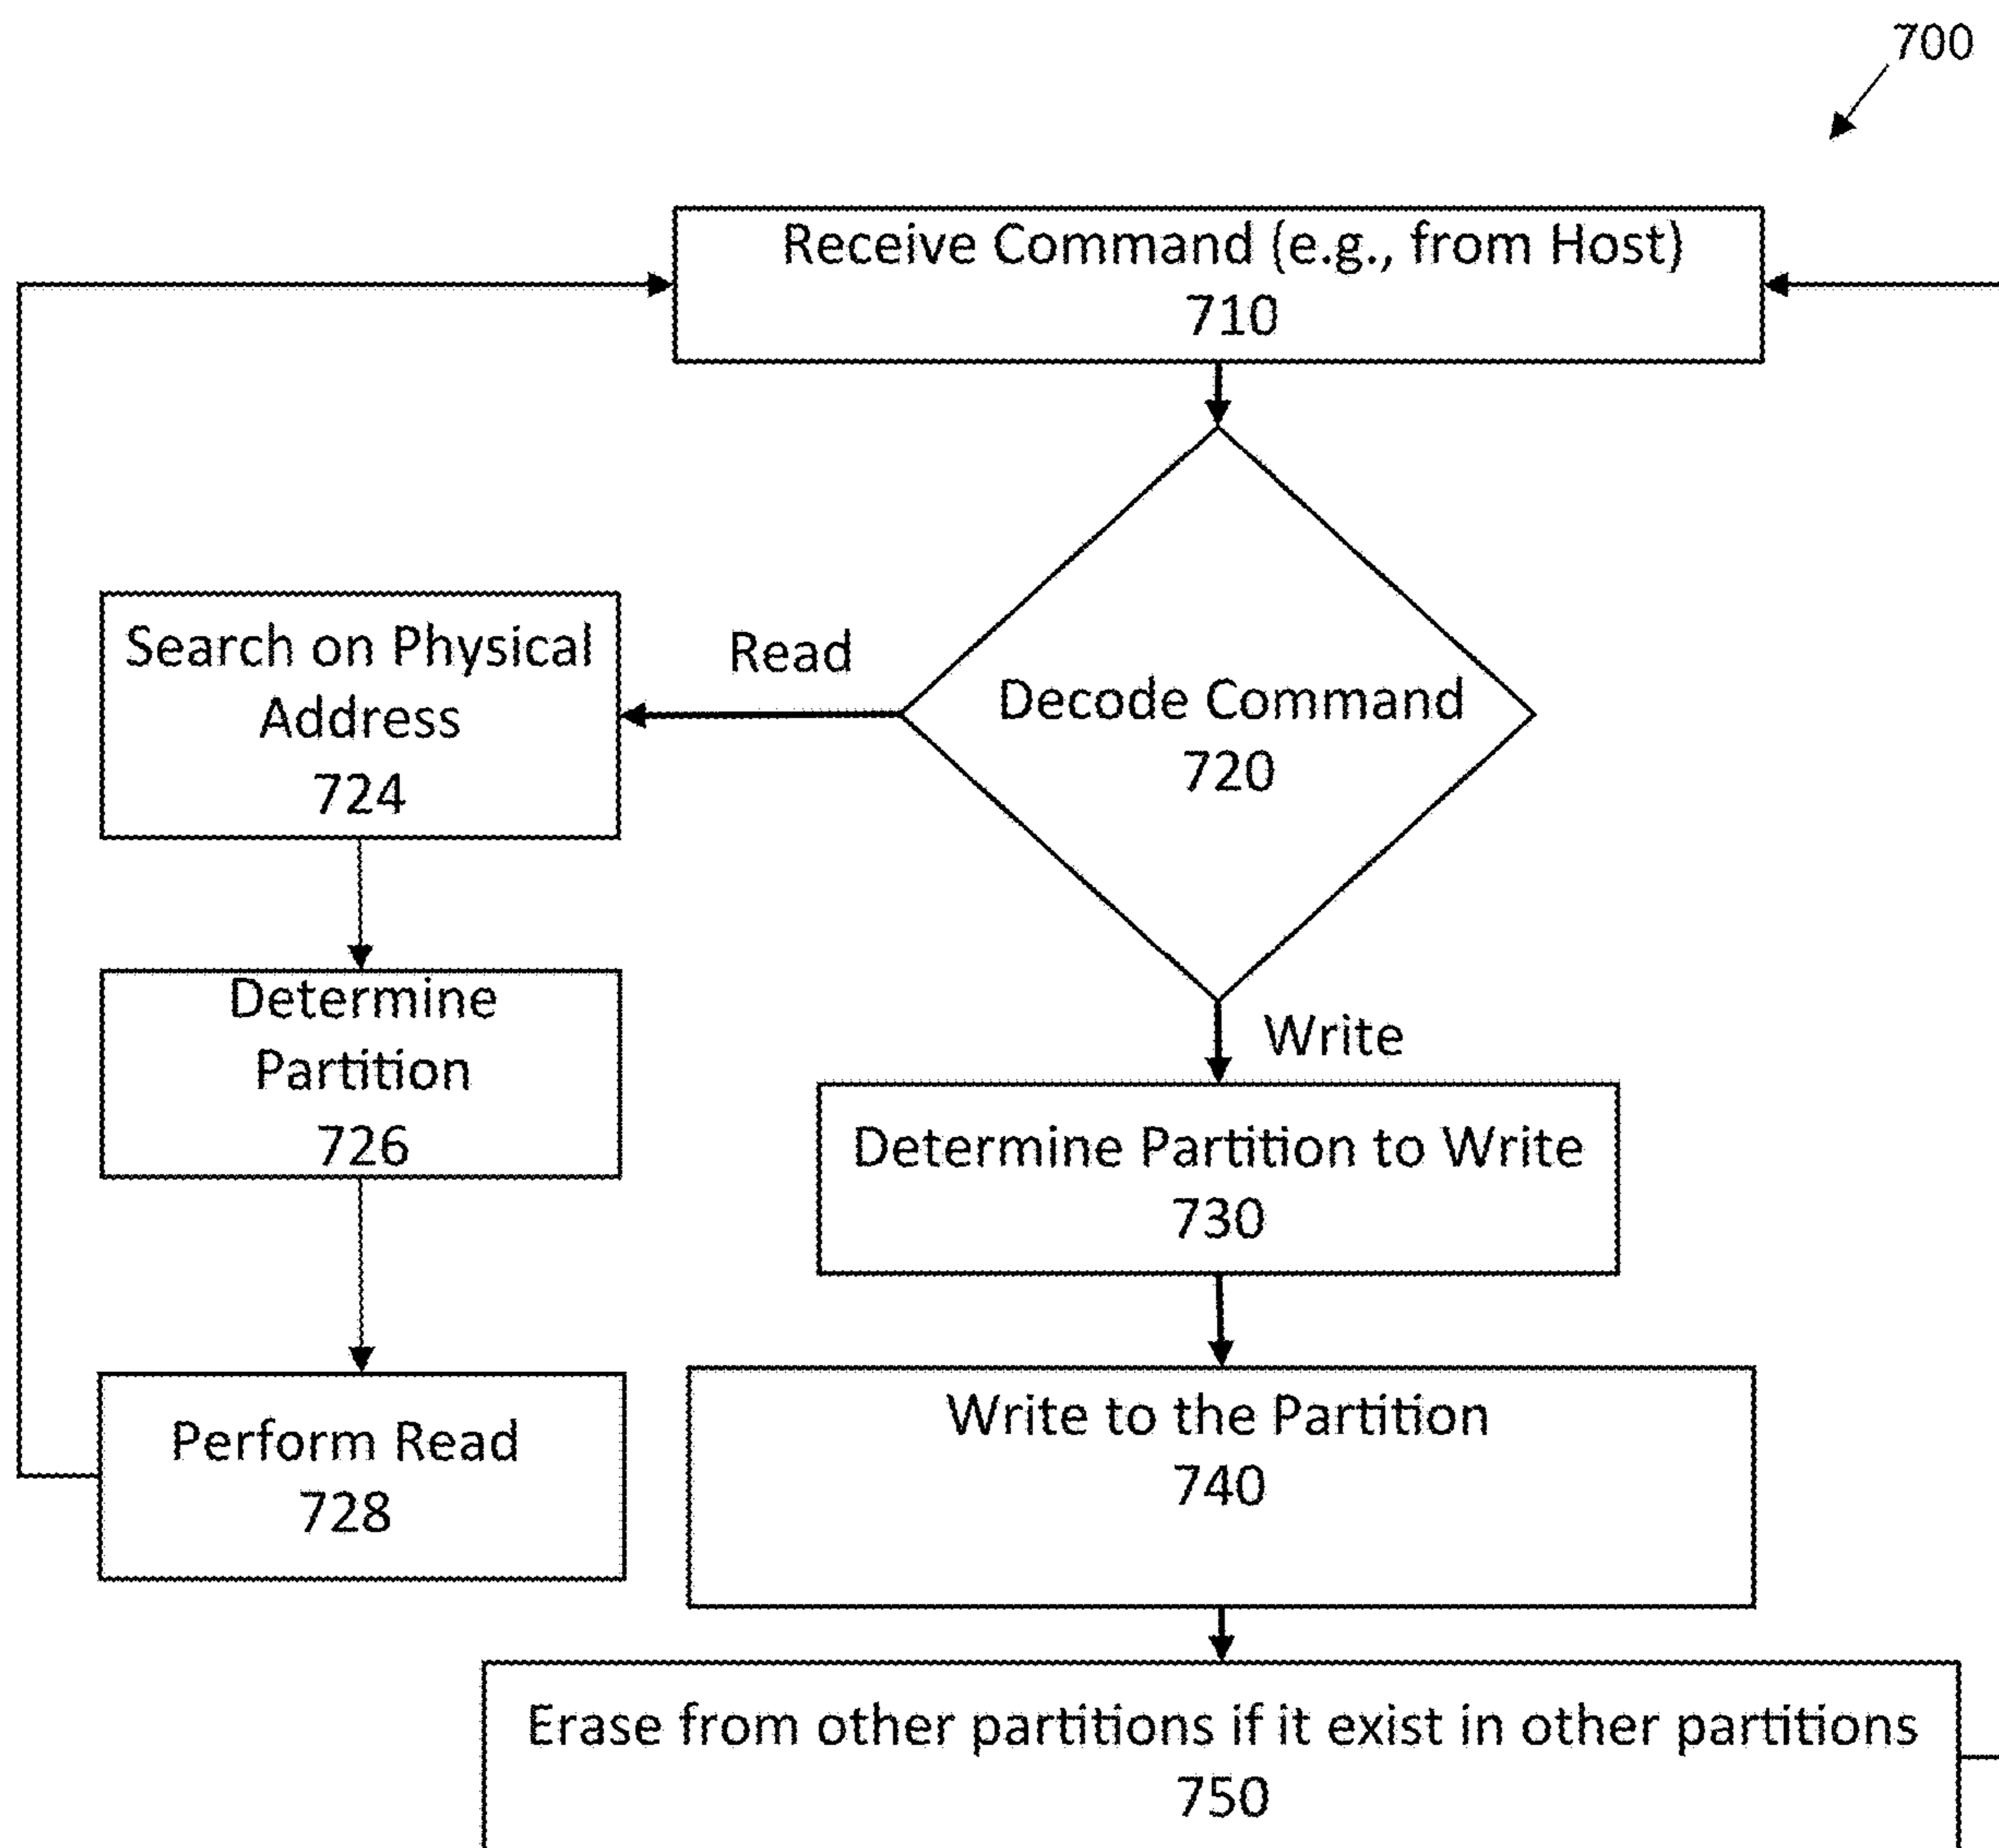 700
Receive Command (e.g., from Host)
710
Decode Command
720
Read
Search on Physical
Address
724
Determine
Partition
726
Perform Read
728
Write
Determine Partition to Write
730
Write to the Partition
740
Erase from other partitions if it exist in other partitions
750